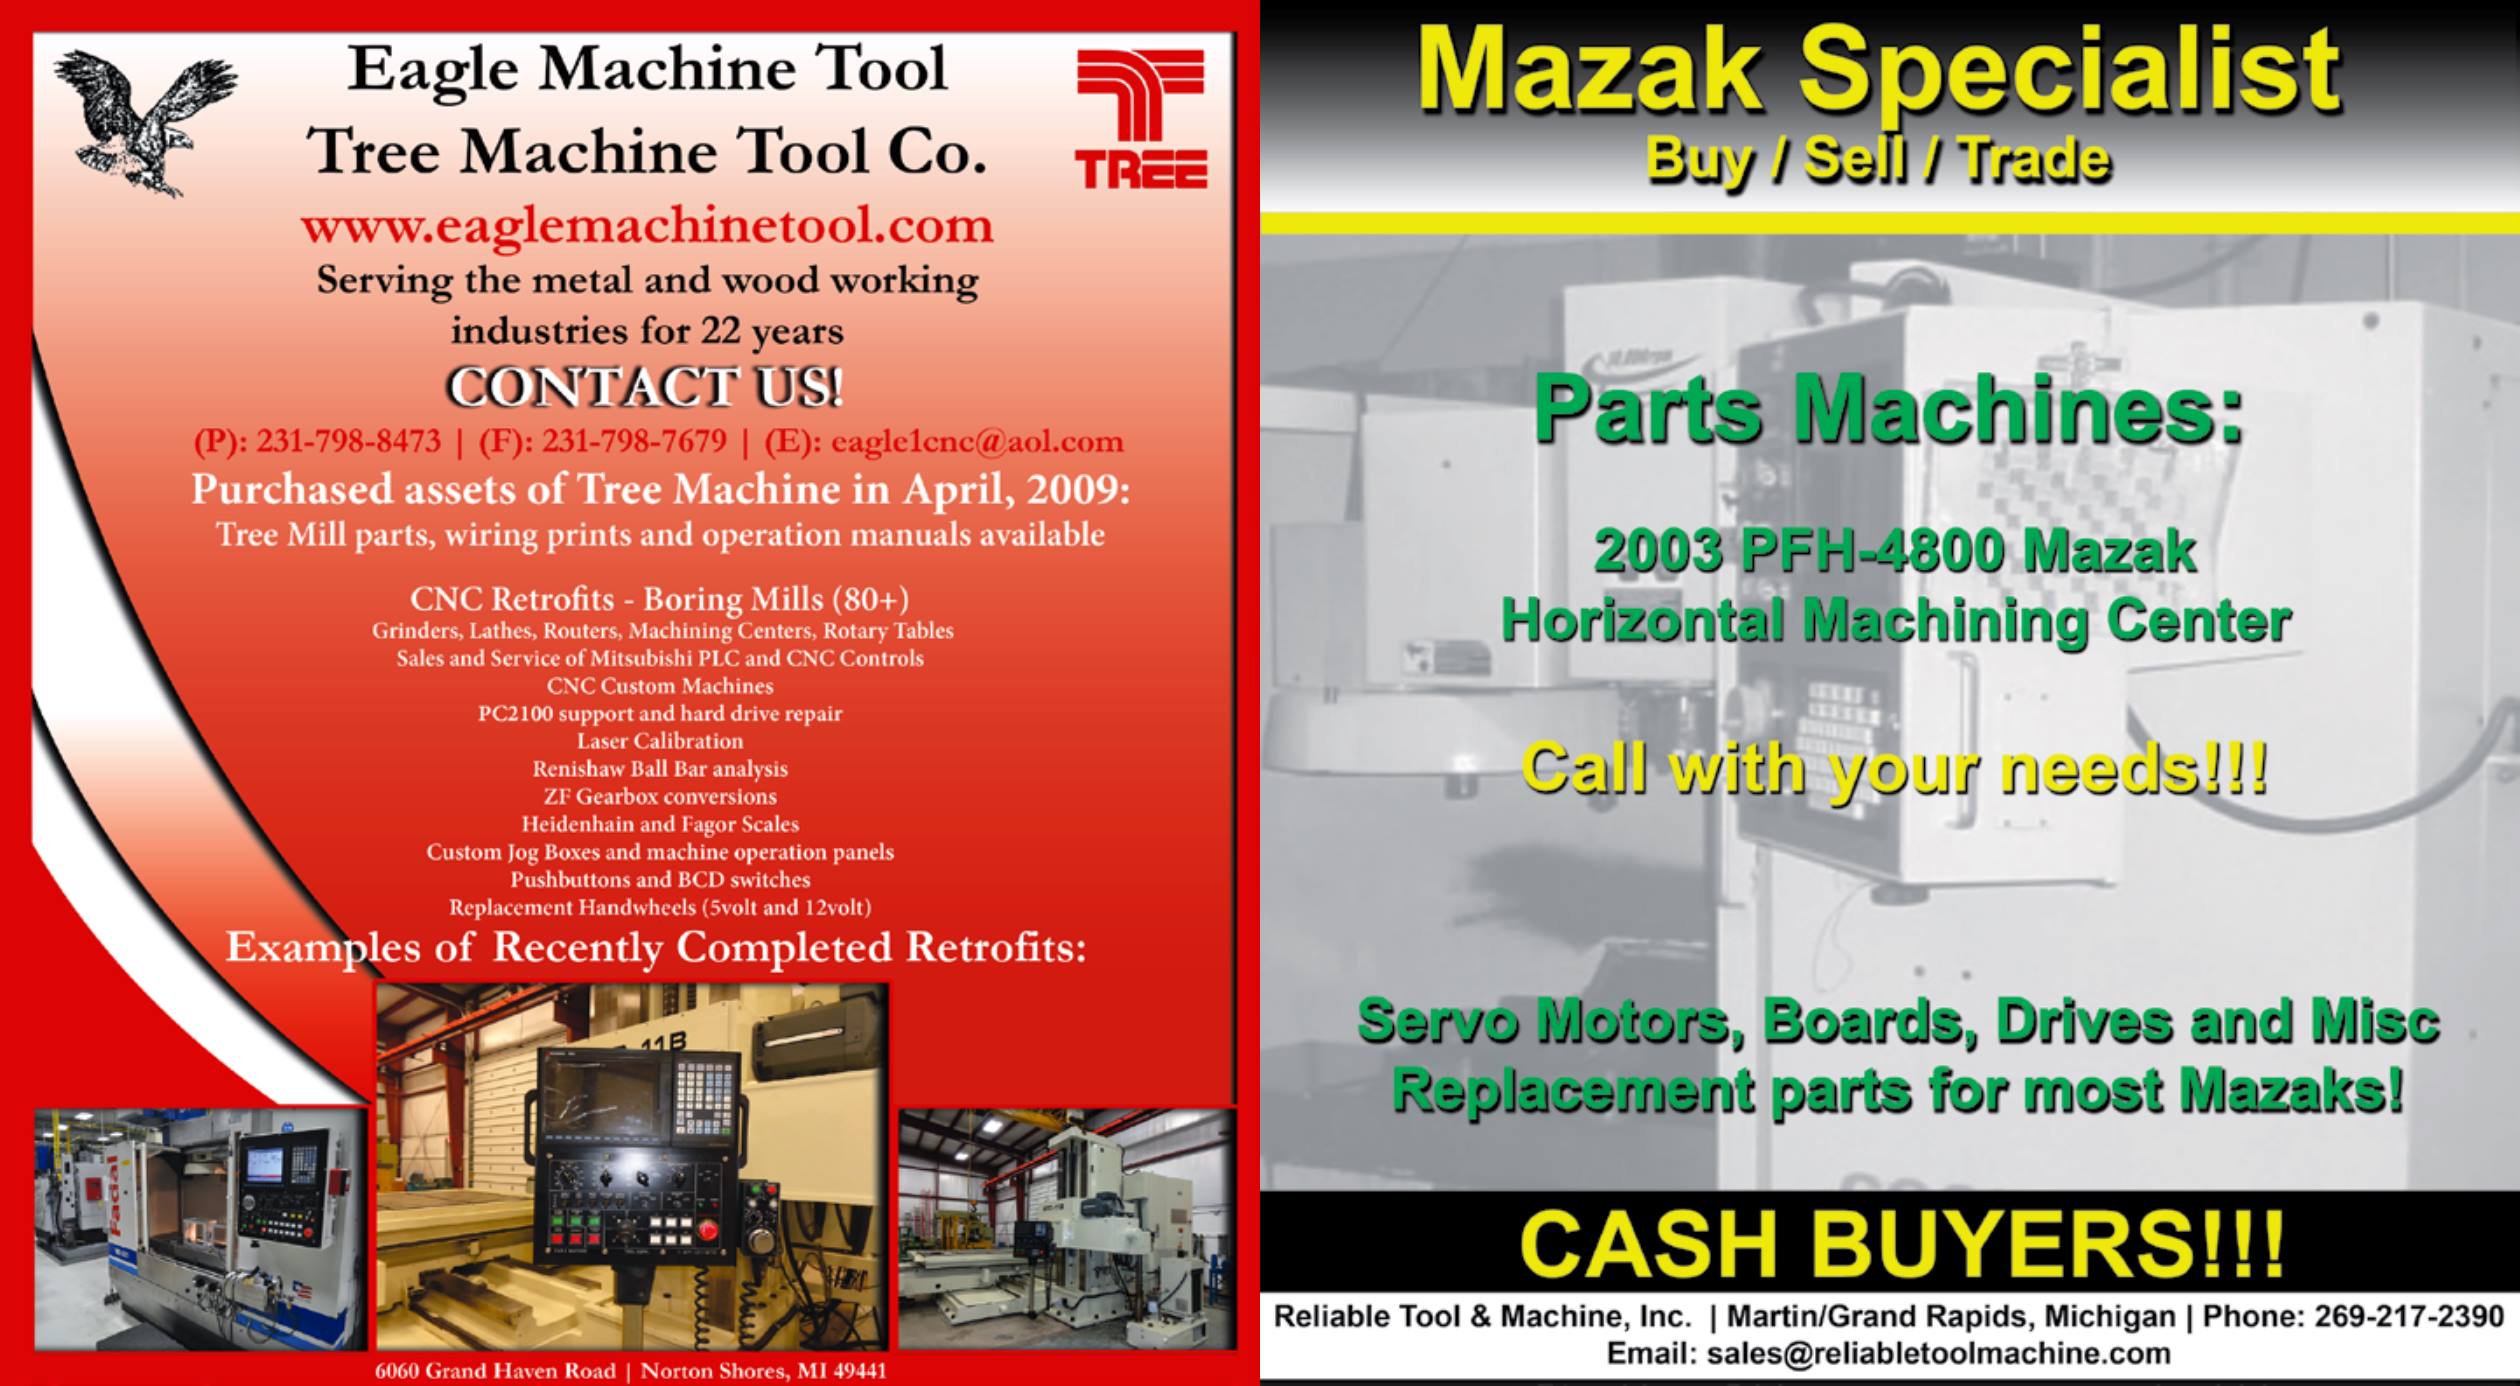 Eagle Machine Tool
Tree Machine Tool Co.
TREE
www.eaglemachinetool.com
Serving the metal and wood working
industries for 22 years
CONTACT US!
(P): 231-798-8473 | (F): 231-798-7679 | (E): eagle1cnc@aol.com
Purchased assets of Tree Machine in April, 2009:
Tree Mill parts, wiring prints and operation manuals available
CNC Retrofits - Boring Mills (80+)
Grinders, Lathes, Routers, Machining Centers, Rotary Tables
Sales and Service of Mitsubishi PLC and CNC Controls
CNC Custom Machines
PC2100 support and hard drive repair
Laser Calibration
Renishaw Ball Bar analysis
ZF Gearbox conversions
Heidenhain and Fagor Scales
Custom Jog Boxes and machine operation panels
Pushbuttons and BCD switches
Replacement Handwheels (5volt and 12volt)
Examples of Recently Completed Retrofits:
11B
Fadal
6060 Grand Haven Road | Norton Shores, MI 49441
Mazak Specialist
Buy / Sell / Trade
Parts Machines:
2003 PFH-4800 Mazak
Horizontal Machining Center
Call with your needs!!!
Servo Motors, Boards, Drives and Misc
Replacement parts for most Mazaks!
CASH BUYERS!!!
Reliable Tool & Machine, Inc. | Martin/Grand Rapids, Michigan | Phone: 269-217-2390
Email: sales@reliabletoolmachine.com